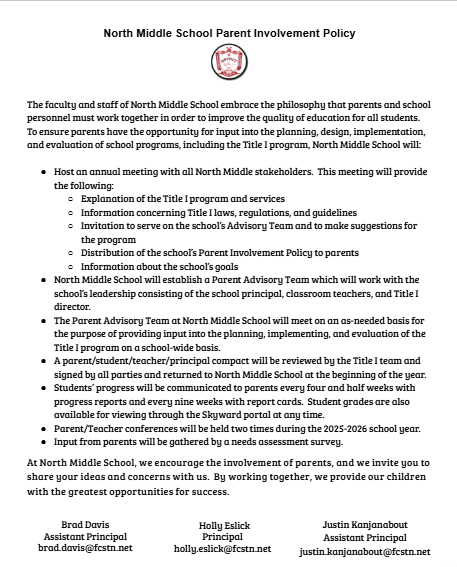 North Middle School Parent Involvement Policy
The faculty and staff of North Middle School embrace the philosophy that parents and school
personnel must work together in order to improve the quality of education for all students.
To ensure parents have the opportunity for input into the planning, design, implementation,
and evaluation of school programs, including the Title I program, North Middle School will:
● Host an annual meeting with all North Middle stakeholders. This meeting will provide
the following:
○ Explanation of the Title I program and services
○ Information concerning Title I laws, regulations, and guidelines
○ Invitation to serve on the school's Advisory Team and to make suggestions for
the program
○ Distribution of the school's Parent Involvement Policy to parents
○ Information about the school's goals
● North Middle School will establish a Parent Advisory Team which will work with the
school's leadership consisting of the school principal, classroom teachers, and Title I
director.
● The Parent Advisory Team at North Middle School will meet on an as-needed basis for
the purpose of providing input into the planning, implementing, and evaluation of the
Title I program on a school-wide basis.
● A parent/student/teacher/principal compact will be reviewed by the Title I team and
signed by all parties and returned to North Middle School at the beginning of the year.
● Students' progress will be communicated to parents every four and half weeks with
progress reports and every nine weeks with report cards. Student grades are also
available for viewing through the Skyward portal at any time.
● Parent/Teacher conferences will be held two times during the 2025-2026 school year.
● Input from parents will be gathered by a needs assessment survey.
At North Middle School, we encourage the involvement of parents, and we invite you to
share your ideas and concerns with us. By working together, we provide our children
with the greatest opportunities for success.
Brad Davis
Assistant Principal
brad.davis@fcstn.net
Holly Eslick
Principal
holly.eslick@fcstn.net
Justin Kanjanabout
Assistant Principal
justin.kanjanabout@fcstn.net